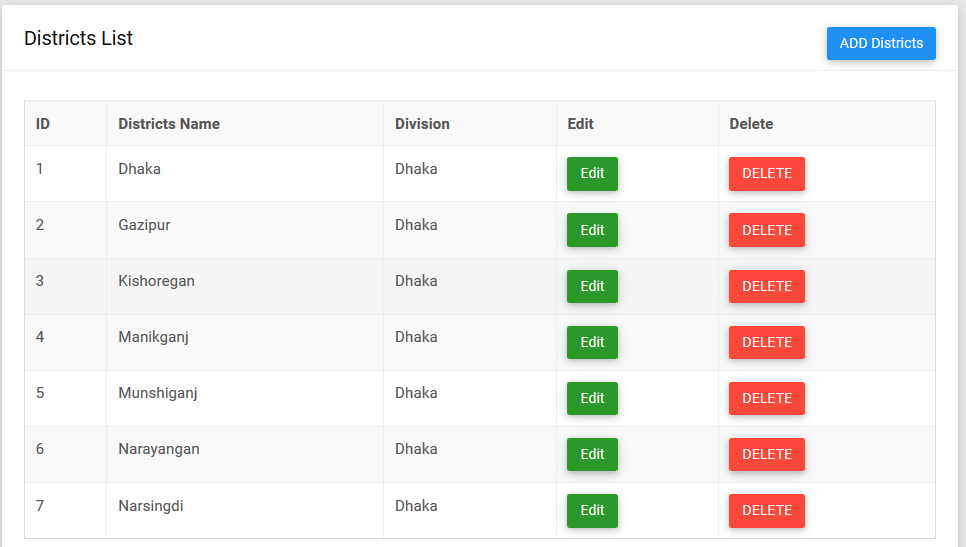 Districts List
ADD Districts
ID Districts Name Division Edit Delete
1 Dhaka Dhaka Edit DELETE
2 Gazipur Dhaka Edit DELETE
3 Kishoregan Dhaka Edit DELETE
4 Manikganj Dhaka Edit DELETE
5 Munshiganj Dhaka Edit DELETE
6 Narayangan Dhaka Edit DELETE
7 Narsingdi Dhaka Edit DELETE